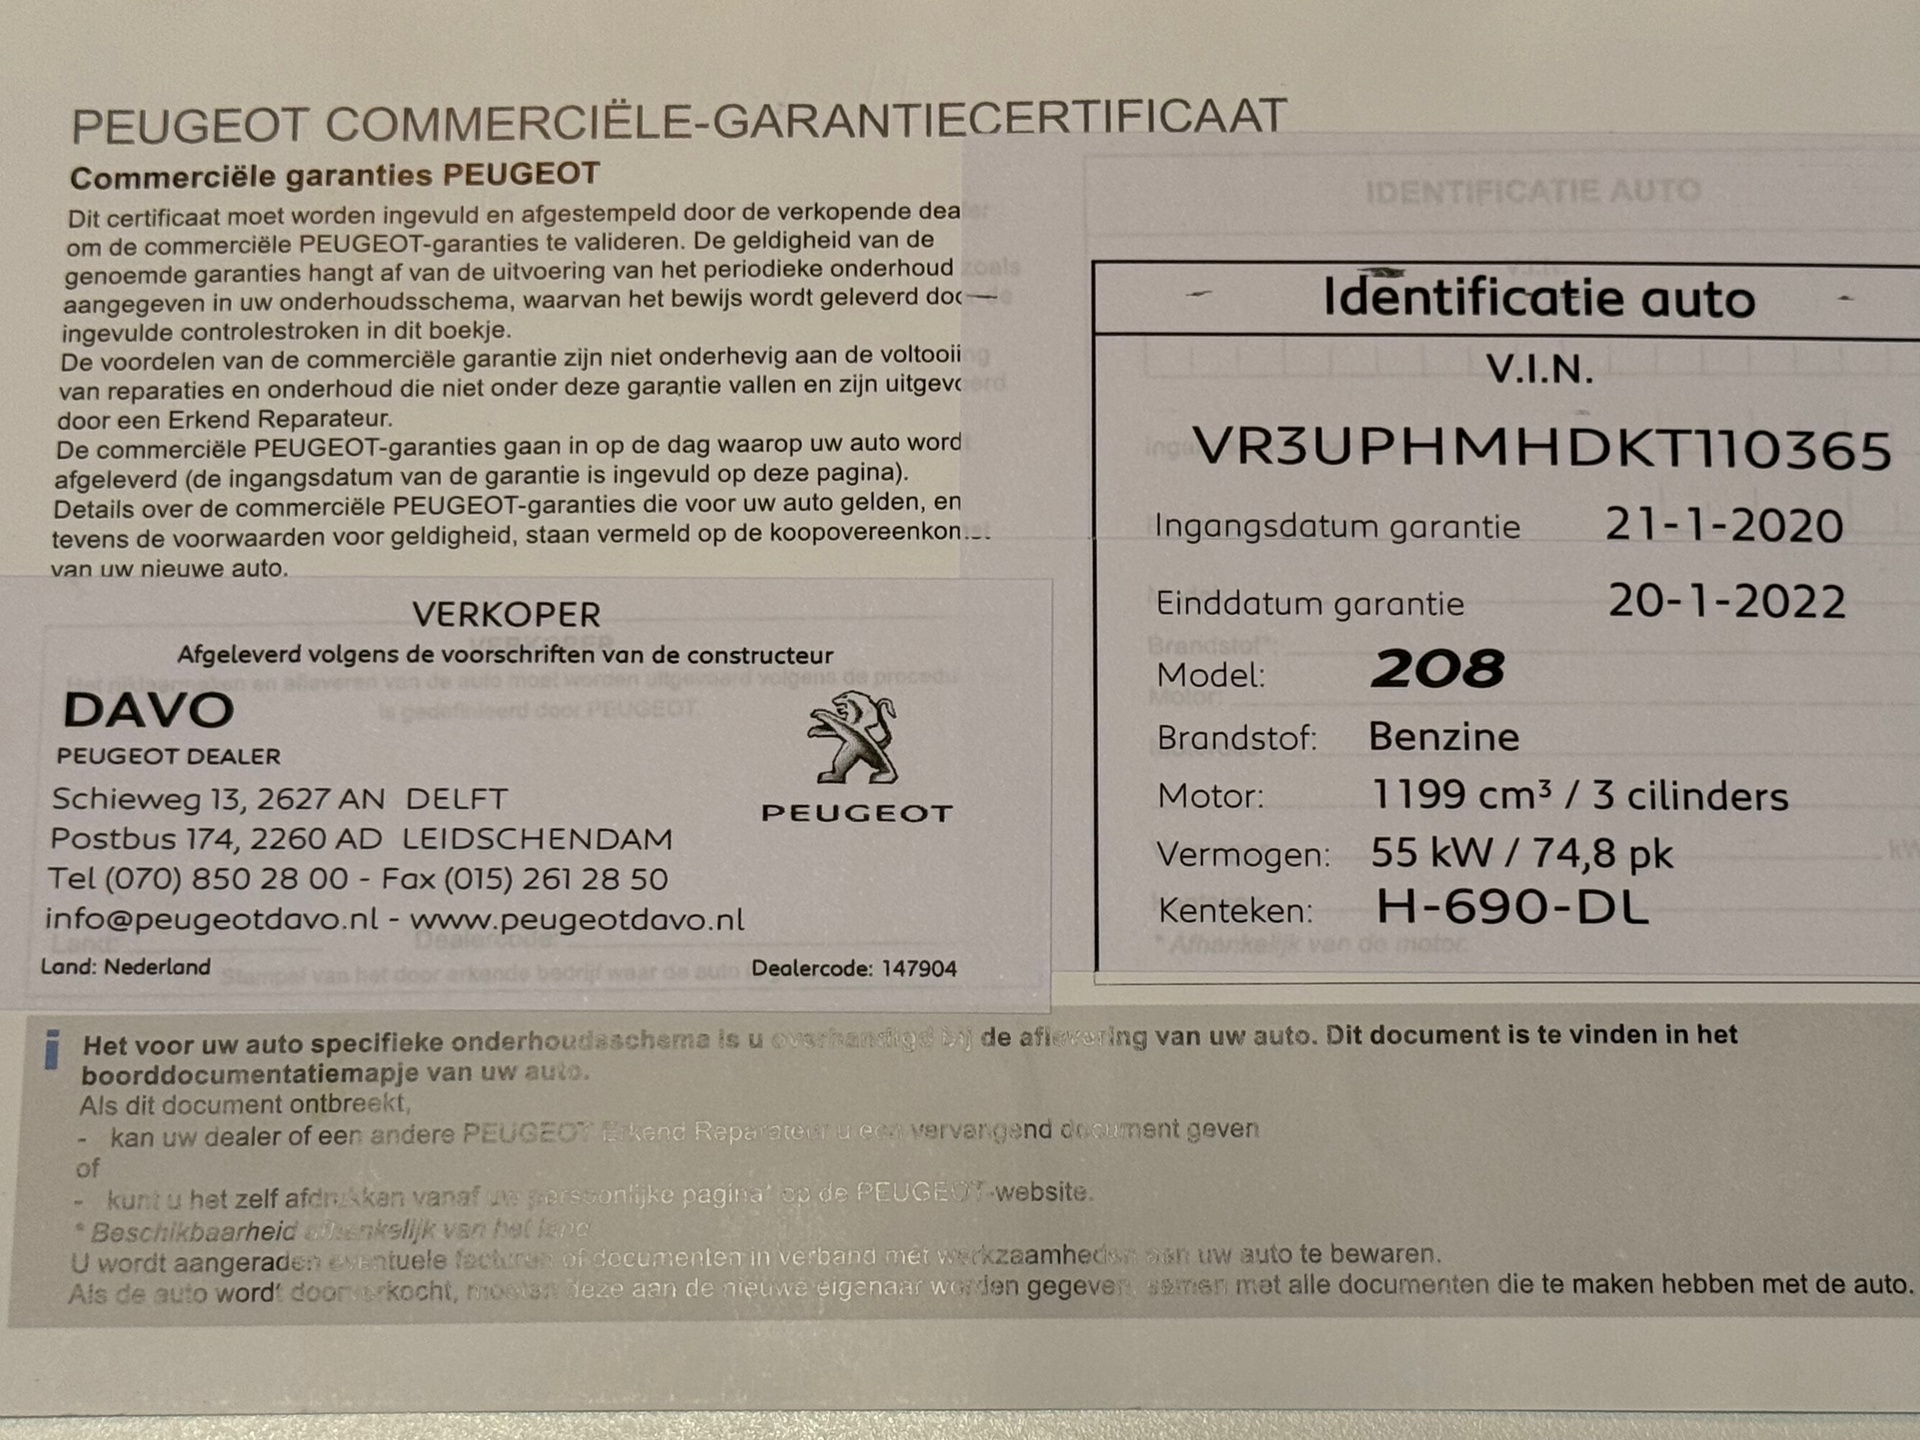 PEUGEOT COMMERCIËLE-GARANTIECERTIFICAAT
Commerciële garanties PEUGEOT
Dit certificaat moet worden ingevuld en afgestempeld door de verkopende dealer
om de commerciële PEUGEOT-garanties te valideren. De geldigheid van de
genoemde garanties hangt af van de uitvoering van het periodieke onderhoud zoals
aangegeven in uw onderhoudsschema, waarvan het bewijs wordt geleverd
ingevulde controlestroken in dit boekje.
De voordelen van de commerciële garantie zijn niet onderhevig aan de voltooiing
van reparaties en onderhoud die niet onder deze garantie vallen en zijn uitgevoerd
door een Erkend Reparateur.
De commerciële PEUGEOT-garanties gaan in op de dag waarop uw auto word
afgeleverd (de ingangsdatum van de garantie is ingevuld op deze pagina).
Details over de commerciële PEUGEOT-garanties die voor uw auto gelden, en
tevens de voorwaarden voor geldigheid, staan vermeld op de koopovereenkomst
van uw nieuwe auto.
VERKOPER
Afgeleverd volgens de voorschriften van de constructeur
DAVO
PEUGEOT DEALER
Schieweg 13, 2627 AN DELFT
Postbus 174, 2260 AD LEIDSCHENDAM
Tel (070) 850 28 00 - Fax (015) 261 28 50
info@peugeotdavo.nl - www.peugeotdavo.nl
Land: Nederland
Dealercode: 147904
PEUGEOT
IDENTIFICATIE AUTO
Identificatie auto
V.I.N.
VR3UPHMHDKT110365
Ingangsdatum garantie 21-1-2020
Einddatum garantie 20-1-2022
Model: 208
Brandstof: Benzine
Motor: 1199 cm³ / 3 cilinders
Vermogen: 55 kW / 74,8 pk
Kenteken: H-690-DL
* Afhankelijk van de motor.
i
Het voor uw auto specifieke onderhoudsschema is u overhandigd bij de aflevering van uw auto. Dit document is te vinden in het
boorddocumentatiemapje van uw auto.
Als dit document ontbreekt,
- kan uw dealer of een andere PEUGEOT Erkend Reparateur u een vervangend document geven
of
- kunt u het zelf afdrukken vanaf uw persoonlijke pagina* op de PEUGEOT-website.
* Beschikbaarheid afhankelijk van het land
U wordt aangeraden eventuele facturen of documenten in verband met werkzaamheden aan uw auto te bewaren.
Als de auto wordt doorverkocht, moeten deze aan de nieuwe eigenaar worden gegeven, samen met alle documenten die te maken hebben met de auto.